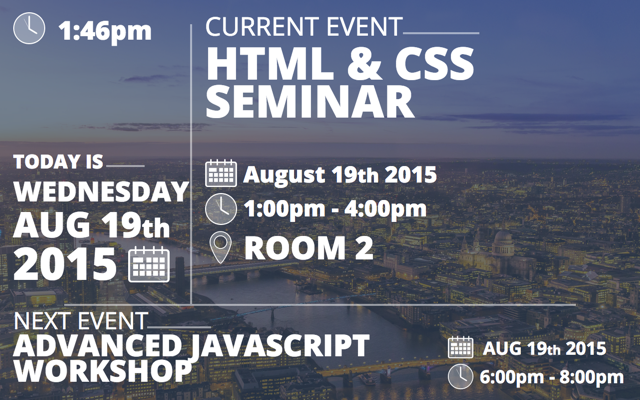 1:46pm
CURRENT EVENT
HTML & CSS
SEMINAR
TODAY IS
WEDNESDAY
AUG 19th
2015
August 19th 2015
1:00pm - 4:00pm
ROOM 2
NEXT EVENT
ADVANCED JAVASCRIPT
WORKSHOP
AUG 19th 2015
6:00pm - 8:00pm